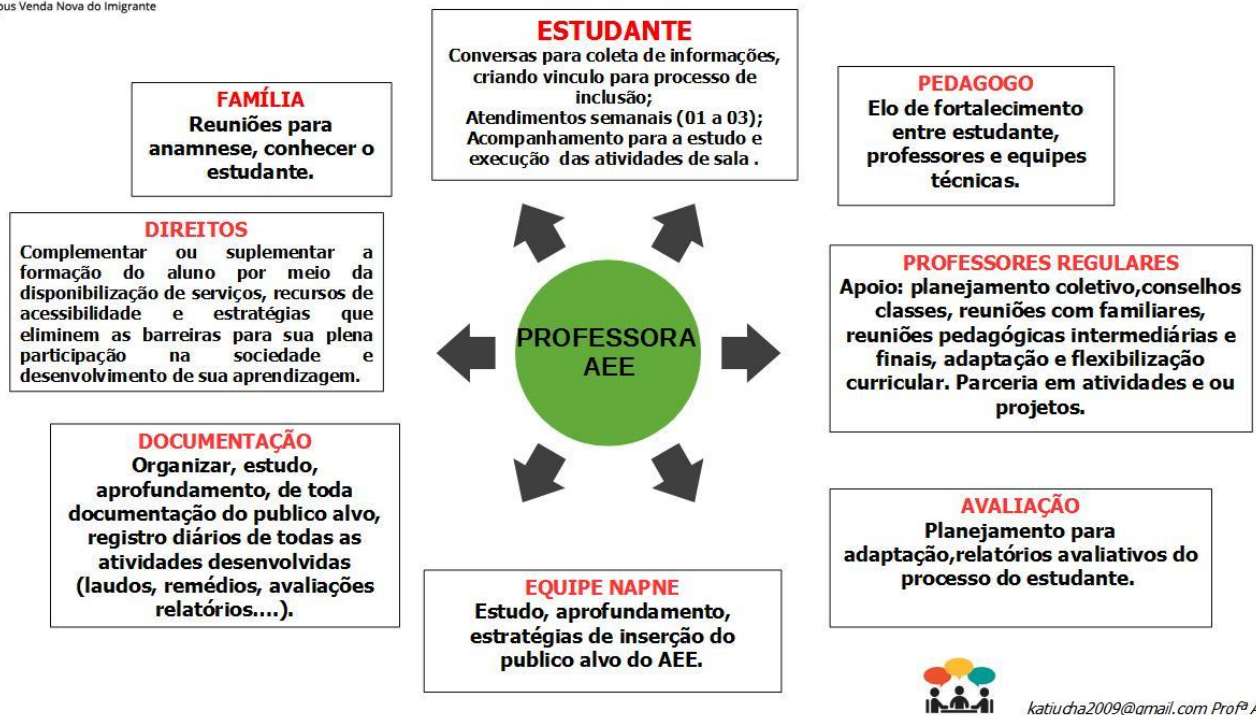 pus Venda Nova do Imigrante
ESTUDANTE
Conversas para coleta de informações,
criando vinculo para processo de
inclusão;
Atendimentos semanais (01 a 03);
Acompanhamento para a estudo e
execução das atividades de sala .
FAMÍLIA
Reuniões para
anamnese, conhecer o
estudante.
PEDAGOGO
Elo de fortalecimento
entre estudante,
professores e equipes
técnicas.
DIREITOS
Complementar ou suplementar a
formação do aluno por meio da
disponibilização de serviços, recursos de
acessibilidade e estratégias que
eliminem as barreiras para sua plena
participação na sociedade e
desenvolvimento de sua aprendizagem.
PROFESSORA
AEE
PROFESSORES REGULARES
Apoio: planejamento coletivo,conselhos
classes, reuniões com familiares,
reuniões pedagógicas intermediárias e
finais, adaptação e flexibilização
curricular. Parceria em atividades e ou
projetos.
DOCUMENTAÇÃO
Organizar, estudo,
aprofundamento, de toda
documentação do publico alvo,
registro diários de todas as
atividades desenvolvidas
(laudos, remédios, avaliações
relatórios....).
EQUIPE NAPNE
Estudo, aprofundamento,
estratégias de inserção do
publico alvo do AEE.
AVALIAÇÃO
Planejamento para
adaptação,relatórios avaliativos do
processo do estudante.
katiucha2009@gmail.com Profª A